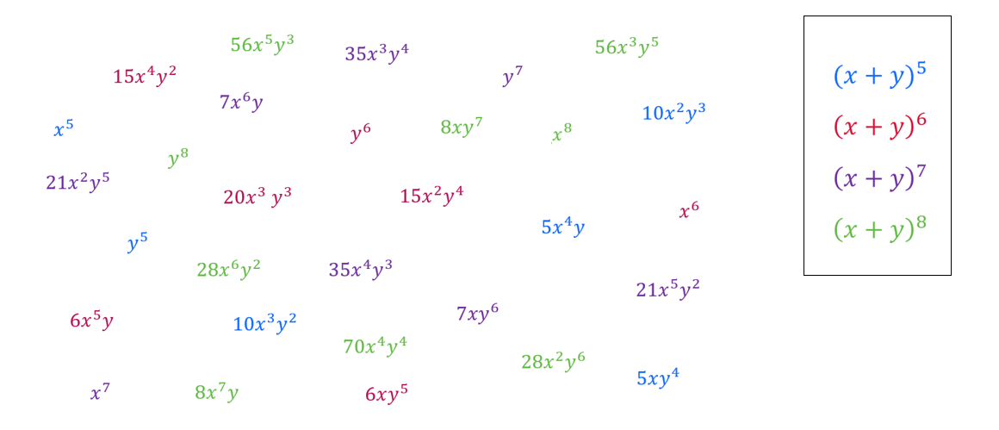 56x⁵y³
35x³y⁴
56x³y⁵
15x⁴y²
y⁷
7x⁶y
10x²y³
x⁵
y⁶
8xy⁷
x⁸
y⁸
21x²y⁵
20x³ y³
15x²y⁴
x⁶
5x⁴y
y⁵
28x⁶y²
35x⁴y³
21x⁵y²
7xy⁶
6x⁵y
10x³y²
70x⁴y⁴
28x²y⁶
5xy⁴
x⁷
8x⁷y
6xy⁵
(x + y)⁵
(x + y)⁶
(x + y)⁷
(x + y)⁸